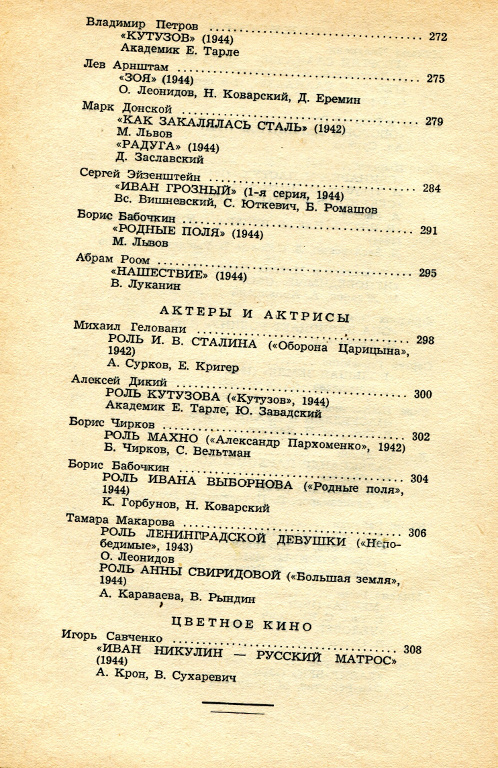 Владимир Петров . . . . . . . . . . . . . . . . . . . . . . . . 272
«КУТУЗОВ» (1944)
Академик Е. Тарле
Лев Арнштам . . . . . . . . . . . . . . . . . . . . . . . . 275
«ЗОЯ» (1944)
О. Леонидов, Н. Коварский, Д. Еремин
Марк Донской . . . . . . . . . . . . . . . . . . . . . . . . 279
«КАК ЗАКАЛЯЛАСЬ СТАЛЬ» (1942)
М. Львов
«РАДУГА» (1944)
Д. Заславский
Сергей Эйзенштейн . . . . . . . . . . . . . . . . . . . . . . . . 284
«ИВАН ГРОЗНЫЙ» (1-я серия, 1944)
Вс. Вишневский, С. Юткевич, Б. Ромашов
Борис Бабочкин . . . . . . . . . . . . . . . . . . . . . . . . 291
«РОДНЫЕ ПОЛЯ» (1944)
М. Львов
Абрам Роом . . . . . . . . . . . . . . . . . . . . . . . . 295
«НАШЕСТВИЕ» (1944)
В. Луканин
АКТЕРЫ И АКТРИСЫ
Михаил Геловани . . . . . . . . . . . . . . . . . . . . . . . . 298
РОЛЬ И. В. СТАЛИНА («Оборона Царицына»,
1942)
А. Сурков, Е. Кригер
Алексей Дикий . . . . . . . . . . . . . . . . . . . . . . . . 300
РОЛЬ КУТУЗОВА («Кутузов», 1944)
Академик Е. Тарле, Ю. Завадский
Борис Чирков . . . . . . . . . . . . . . . . . . . . . . . . 302
РОЛЬ МАХНО («Александр Пархоменко», 1942)
Б. Чирков, С. Вельтман
Борис Бабочкин . . . . . . . . . . . . . . . . . . . . . . . . 304
РОЛЬ ИВАНА ВЫБОРНОВА («Родные поля»,
1944)
К. Горбунов, Н. Коварский
Тамара Макарова . . . . . . . . . . . . . . . . . . . . . . . . 306
РОЛЬ ЛЕНИНГРАДСКОЙ ДЕВУШКИ («Непо-
бедимые», 1943)
О. Леонидов
РОЛЬ АННЫ СВИРИДОВОЙ («Большая земля»,
1944)
А. Караваева, В. Рындин
ЦВЕТНОЕ КИНО
Игорь Савченко . . . . . . . . . . . . . . . . . . . . . . . . 308
«ИВАН НИКУЛИН — РУССКИЙ МАТРОС»
(1944)
А. Крон, В. Сухаревич